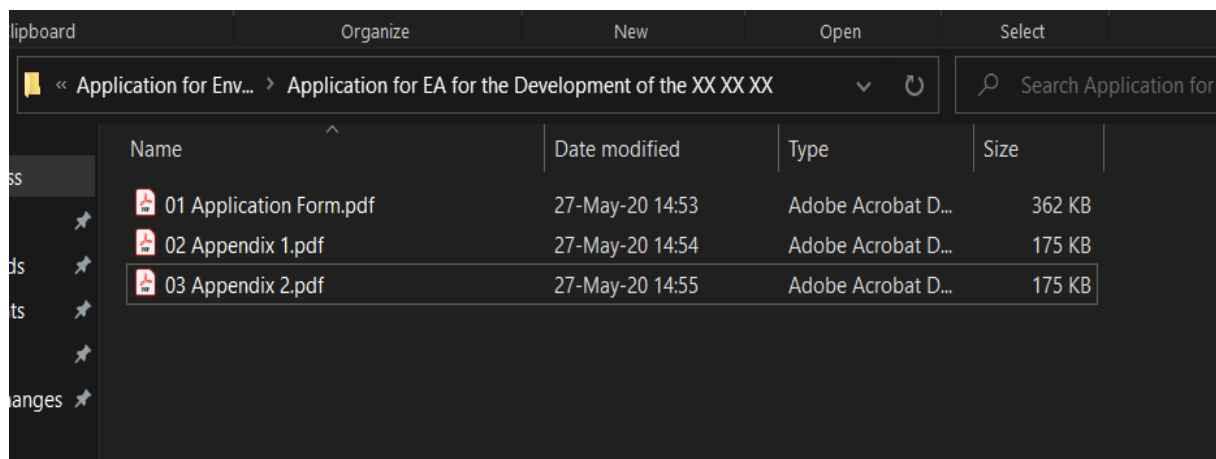 lipboard Organize New Open Select
« Application for Env... > Application for EA for the Development of the XX XX XX Search Application for
Name Date modified Type Size
ss
01 Application Form.pdf 27-May-20 14:53 Adobe Acrobat D... 362 KB
02 Appendix 1.pdf 27-May-20 14:54 Adobe Acrobat D... 175 KB
ds
03 Appendix 2.pdf 27-May-20 14:55 Adobe Acrobat D... 175 KB
ts
anges